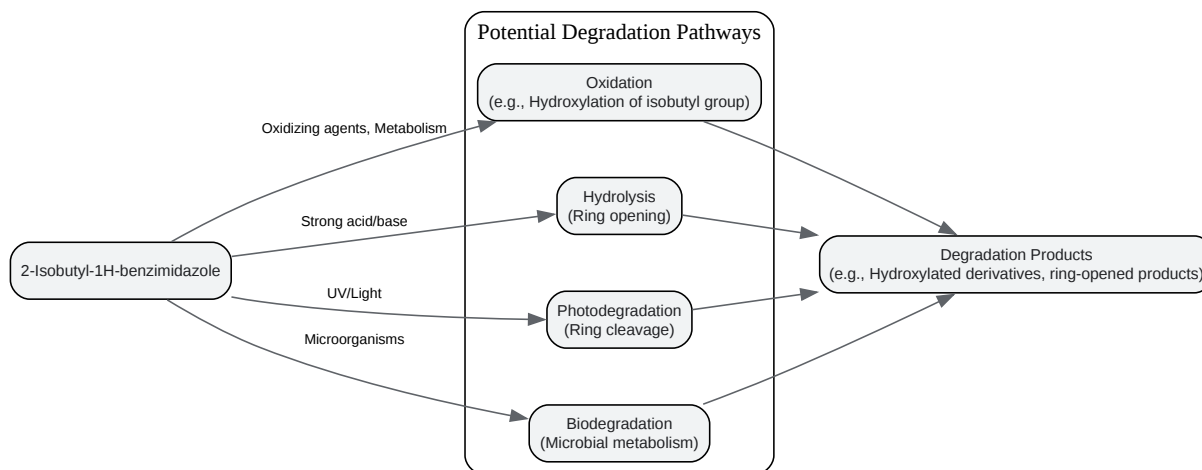 Potential Degradation Pathways
Oxidation
(e.g., Hydroxylation of isobutyl group)
Oxidizing agents, Metabolism
Hydrolysis
(Ring opening)
Strong acid/base
2-Isobutyl-1H-benzimidazole
Degradation Products
(e.g., Hydroxylated derivatives, ring-opened products)
UV/Light
Photodegradation
(Ring cleavage)
Microorganisms
Biodegradation
(Microbial metabolism)